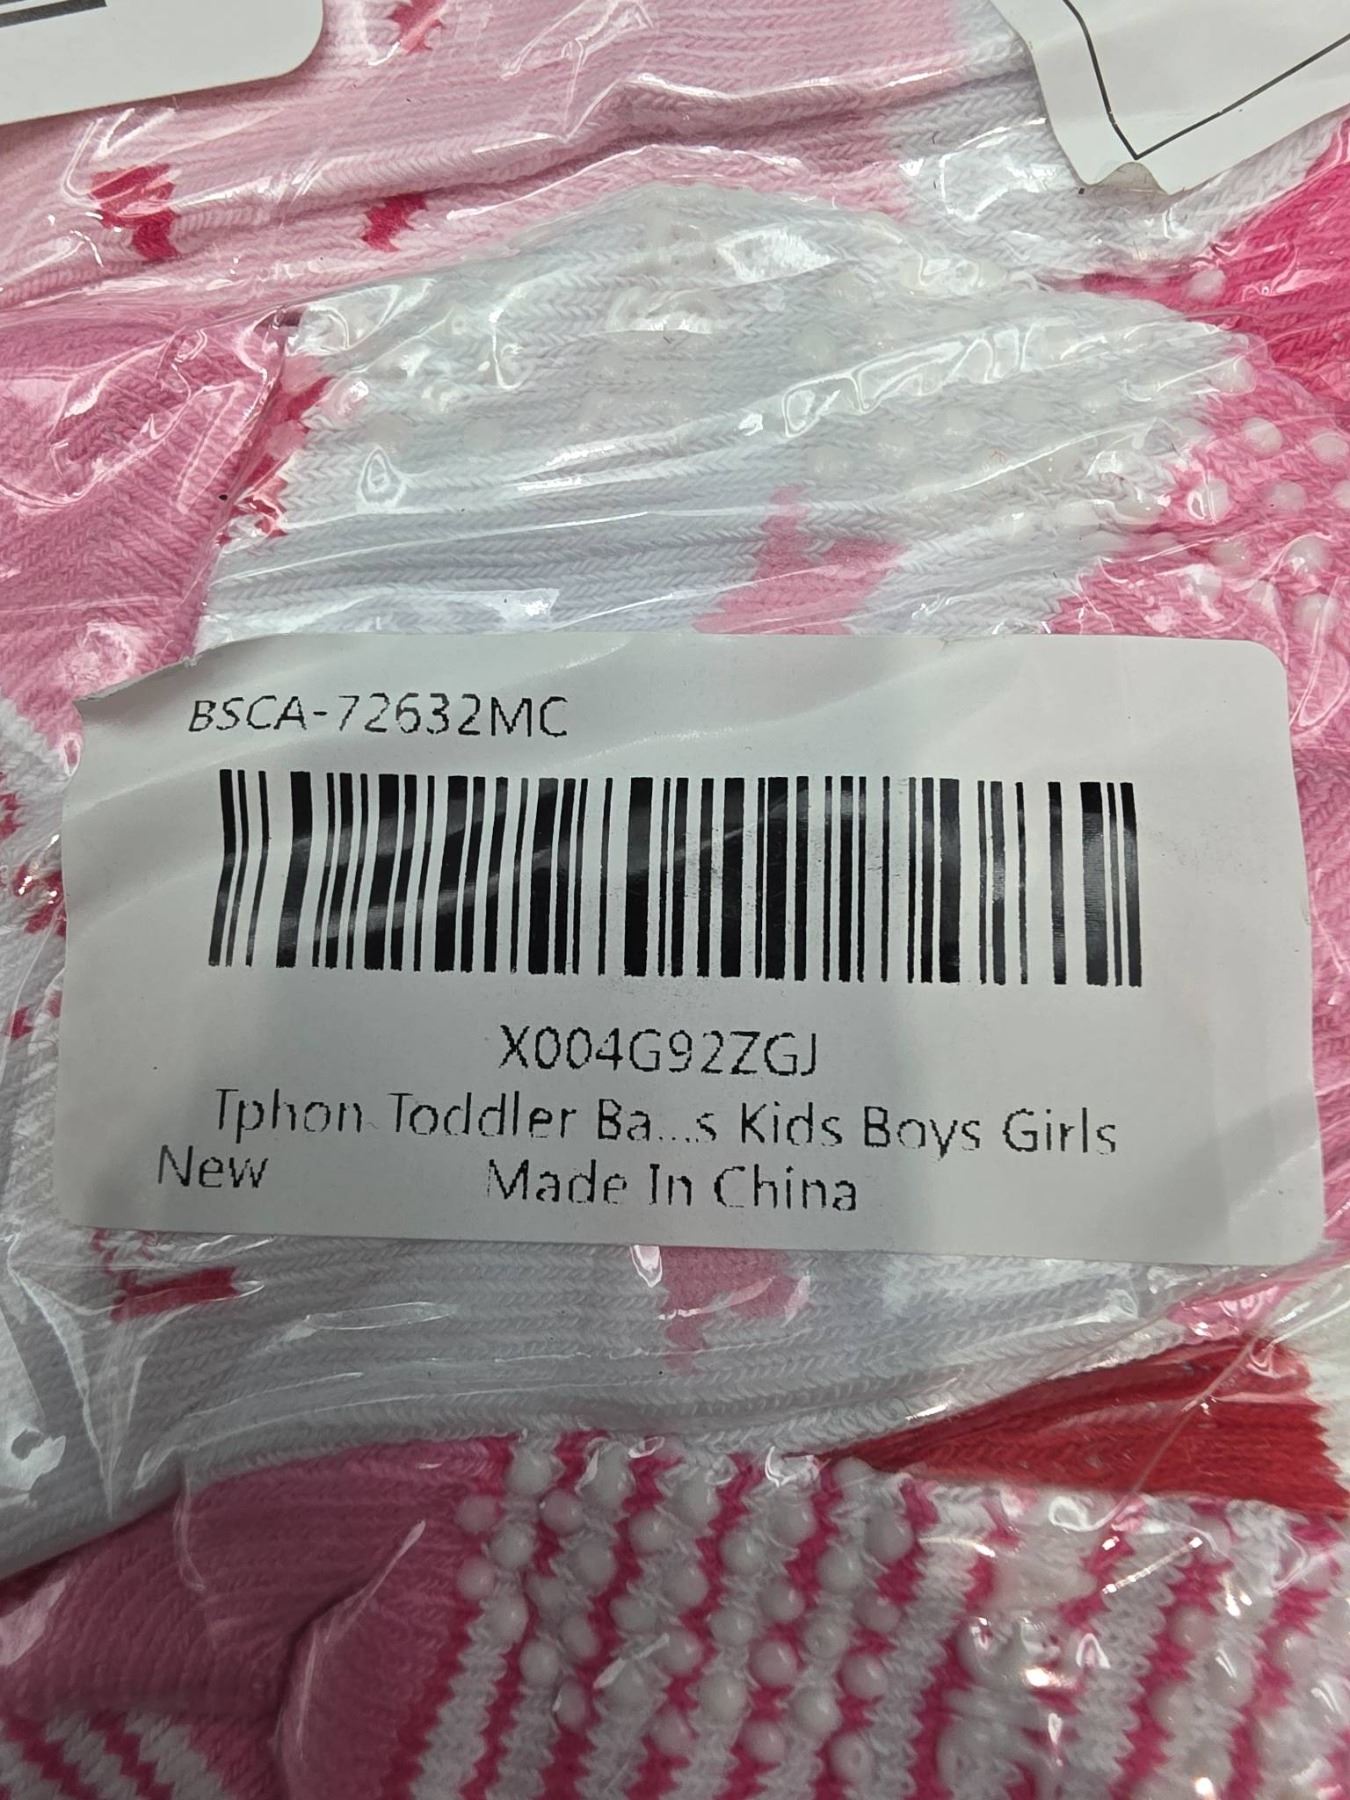 BSCA-72632MC
X004G92ZGJ
Tphon Toddler Ba...s Kids Boys Girls
New
Made In China